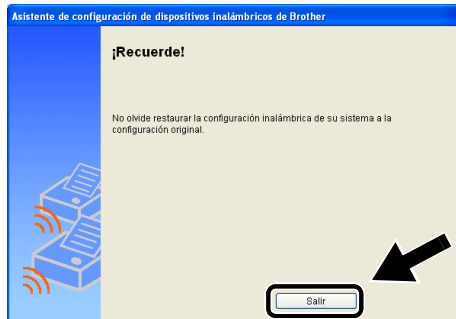 Asistente de configuración de dispositivos inalámbricos de Brother
¡Recuerde!
No olvide restaurar la configuración inalámbrica de su sistema a la
configuración original.
Salir